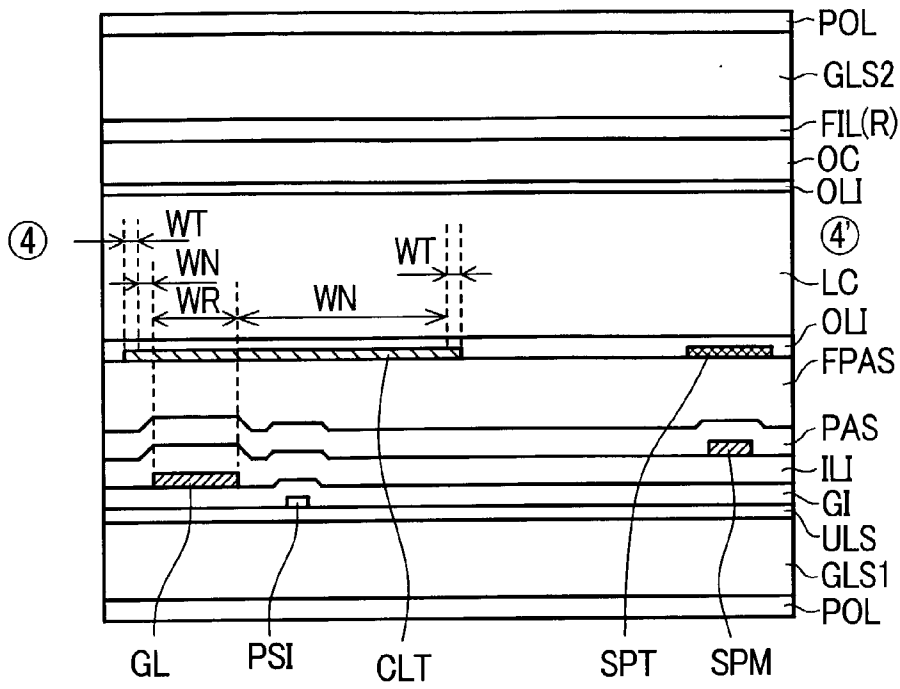 POL
GLS2
FIL(R)
OC
OLI
④ WT ④'
WN WT
WR WN LC
OLI
FPAS
PAS
ILI
GI
ULS
GLS1
POL
GL PSI CLT SPT SPM